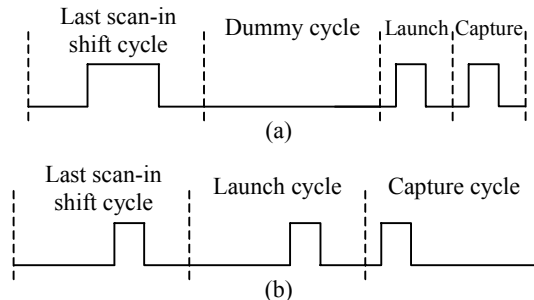 Last scan-in
shift cycle
Dummy cycle
Launch
Capture
(a)
Last scan-in
shift cycle
Launch cycle
Capture cycle
(b)